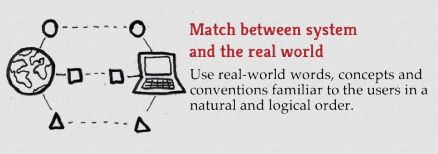 Match between system
and the real world
Use real-world words, concepts and
conventions familiar to the users in a
natural and logical order.